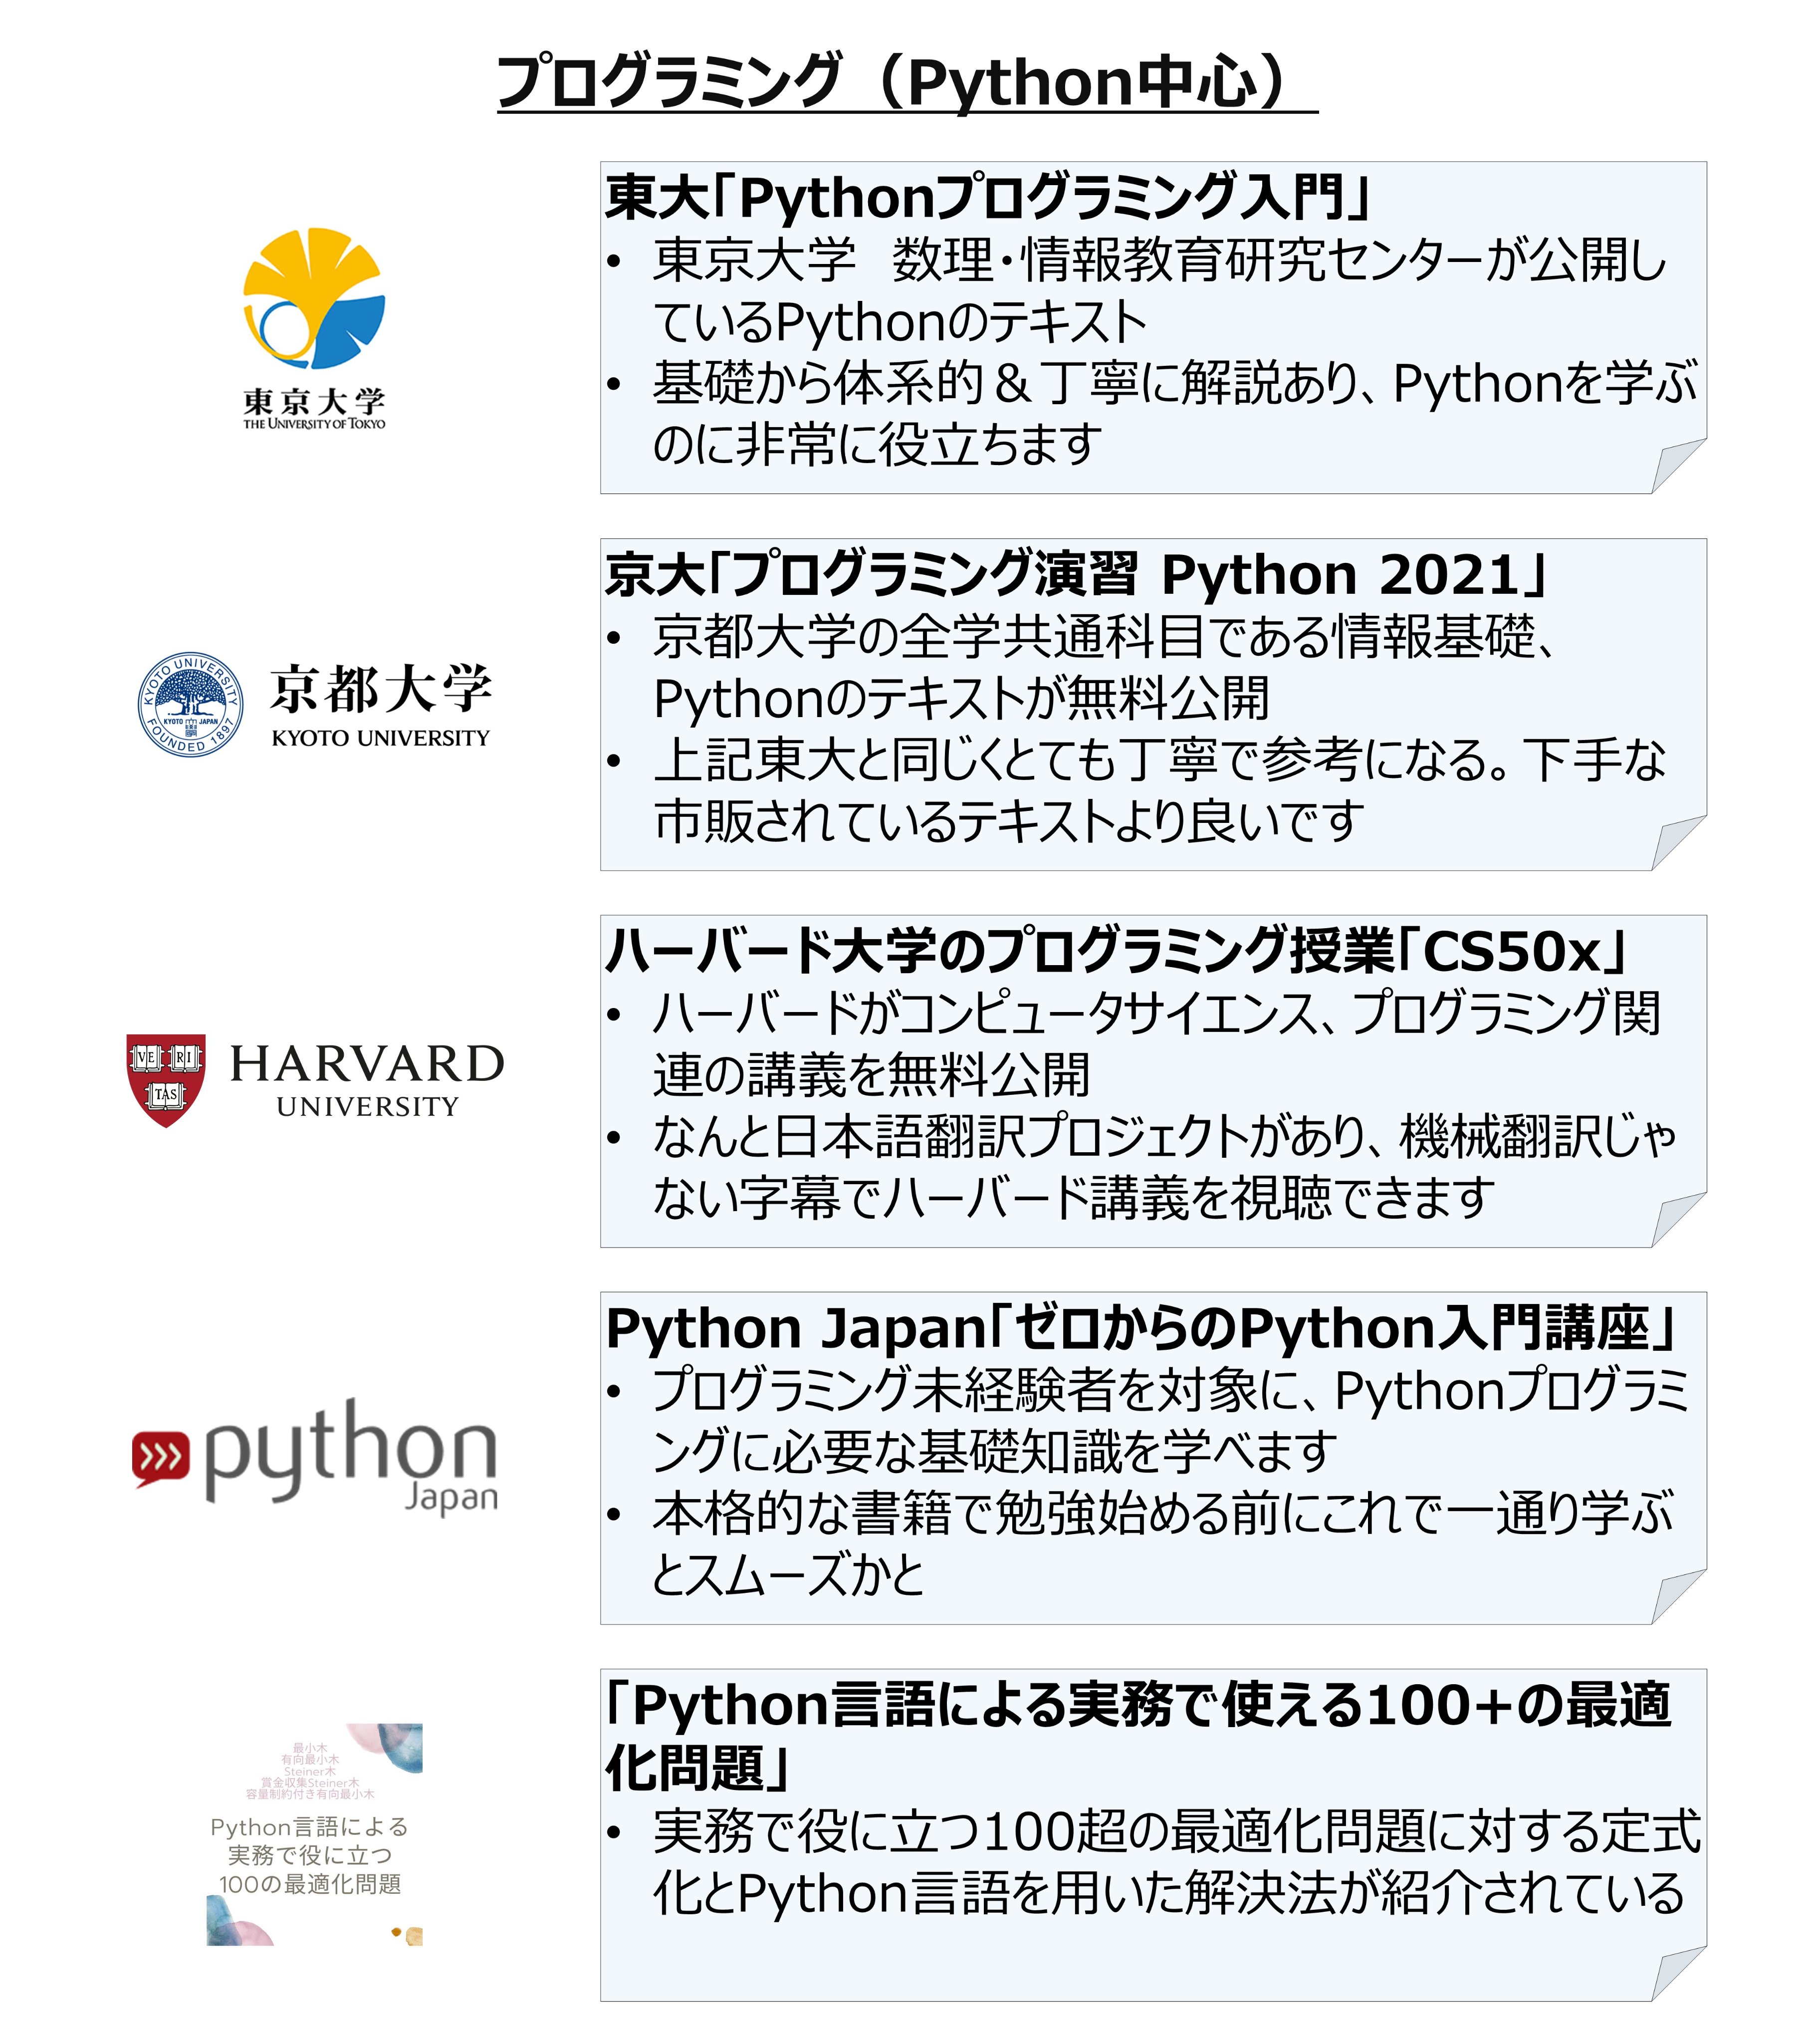 プログラミング（Python中心）
東大「Pythonプログラミング入門」
• 東京大学　数理・情報教育研究センターが公開し
ているPythonのテキスト
• 基礎から体系的＆丁寧に解説あり、Pythonを学ぶ
のに非常に役立ちます
東京大学
THE UNIVERSITY OF TOKYO
京大「プログラミング演習 Python 2021」
• 京都大学の全学共通科目である情報基礎、
Pythonのテキストが無料公開
• 上記東大と同じくとても丁寧で参考になる。下手な
市販されているテキストより良いです
KYOTO UNIVERSITY
KYOTO JAPAN
FOUNDED 1897
京都大学
KYOTO UNIVERSITY
ハーバード大学のプログラミング授業「CS50x」
• ハーバードがコンピュータサイエンス、プログラミング関
連の講義を無料公開
• なんと日本語翻訳プロジェクトがあり、機械翻訳じゃ
ない字幕でハーバード講義を視聴できます
VE RI
TAS
HARVARD
UNIVERSITY
Python Japan「ゼロからのPython入門講座」
• プログラミング未経験者を対象に、Pythonプログラミ
ングに必要な基礎知識を学べます
• 本格的な書籍で勉強始める前にこれで一通り学ぶ
とスムーズかと
python
Japan
「Python言語による実務で使える100+の最適
化問題」
• 実務で役に立つ100超の最適化問題に対する定式
化とPython言語を用いた解決法が紹介されている
最小木
有向最小木
Steiner木
賞金収集Steiner木
容量制約付き有向最小木
Python言語による
実務で役に立つ
100の最適化問題